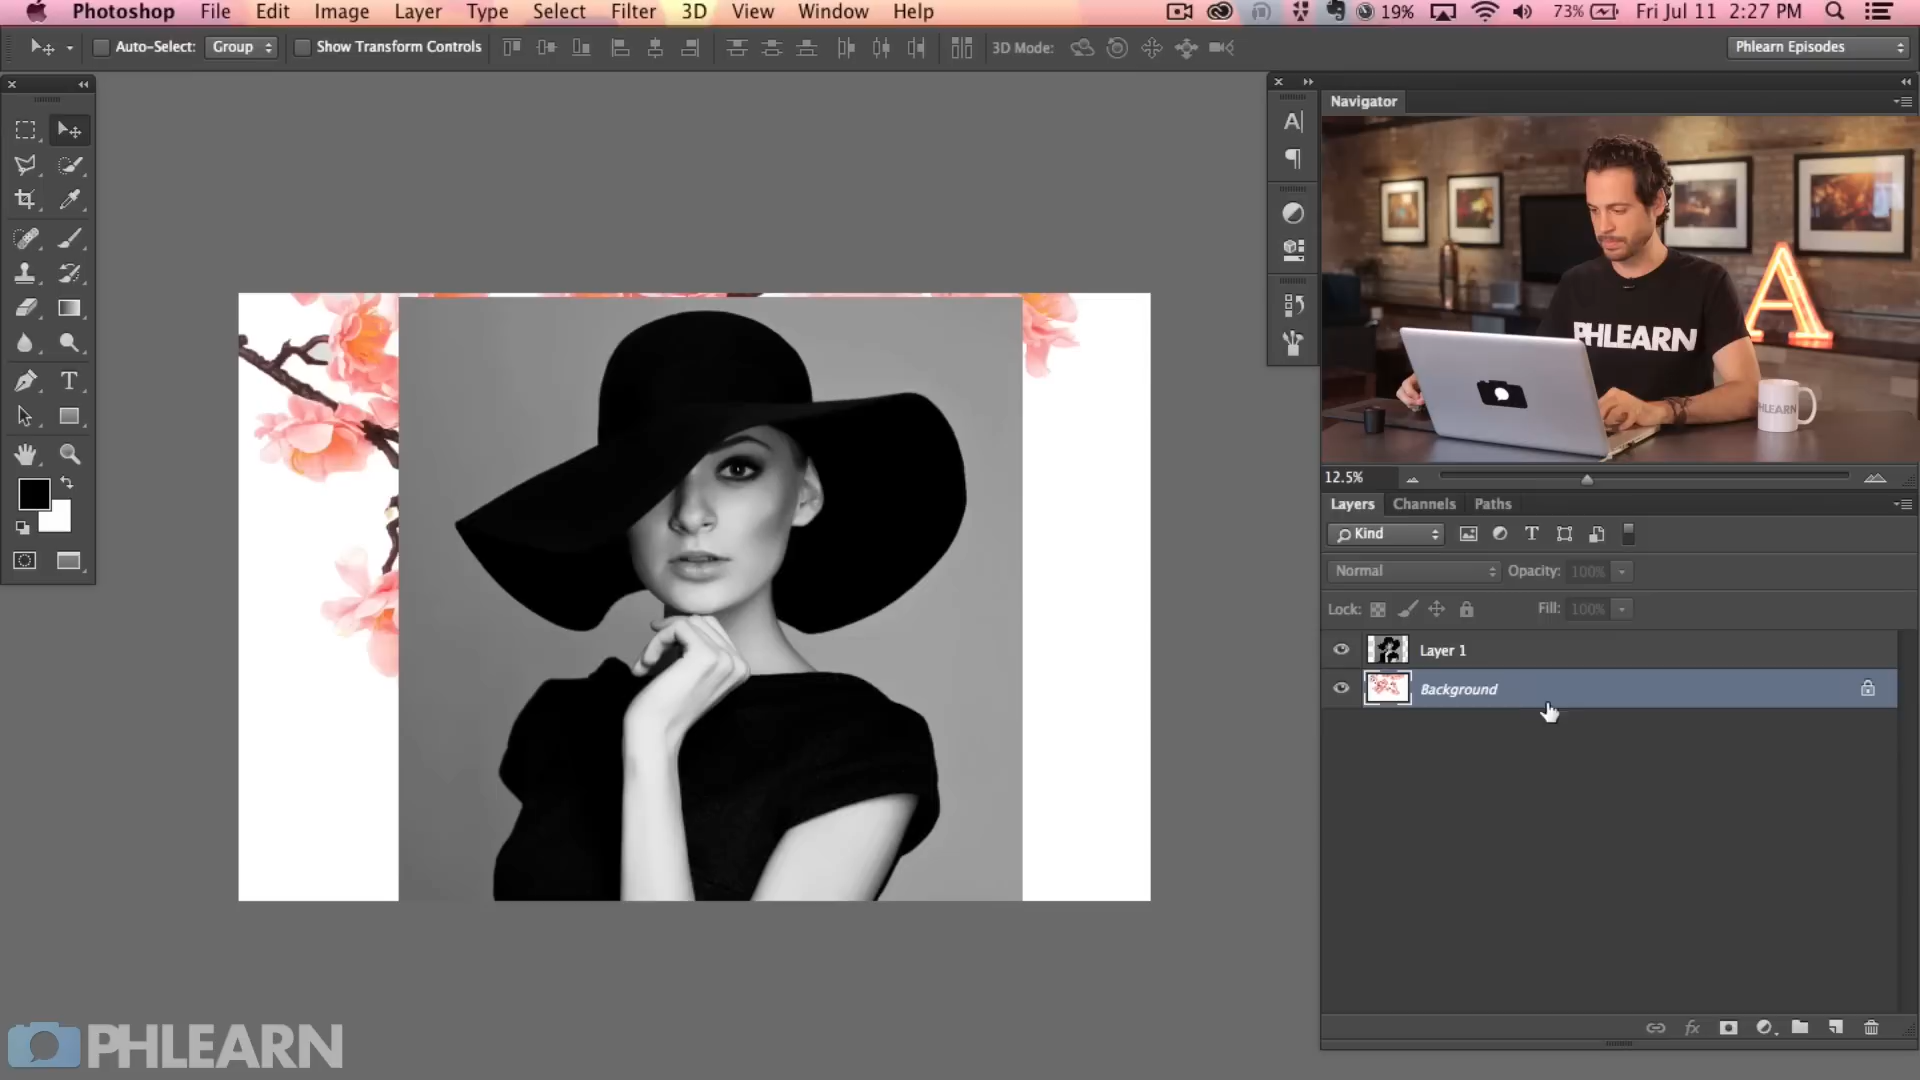 Photoshop File Edit Image Layer Type Select Filter 3D View Window Help 19% 73% Fri Jul 11 2:27 PM
Auto-Select: Group Show Transform Controls 3D Mode: Phlearn Episodes
Navigator
PHLEARN
HLEARN
A
12.5%
Layers Channels Paths
Kind
Normal Opacity: 100%
Lock: Fill: 100%
Layer 1
Background
fx
PHLEARN